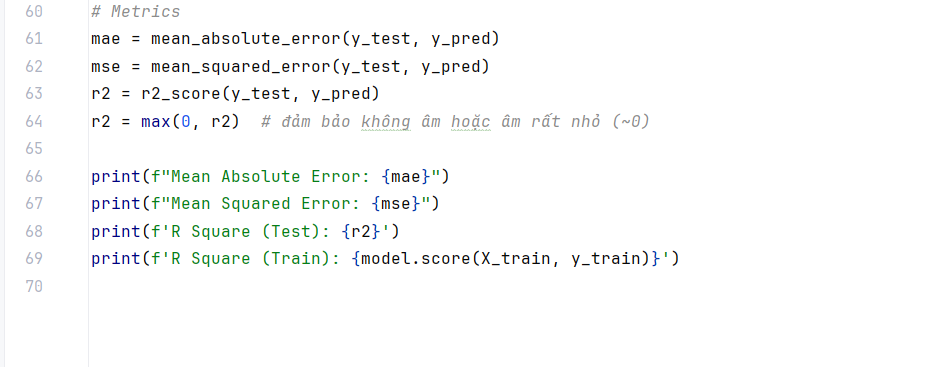 60 # Metrics
61 mae = mean_absolute_error(y_test, y_pred)
62 mse = mean_squared_error(y_test, y_pred)
63 r2 = r2_score(y_test, y_pred)
64 r2 = max(0, r2)  # đảm bảo không âm hoặc âm rất nhỏ (~0)
65
66 print(f"Mean Absolute Error: {mae}")
67 print(f"Mean Squared Error: {mse}")
68 print(f'R Square (Test): {r2}')
69 print(f'R Square (Train): {model.score(X_train, y_train)}')
70